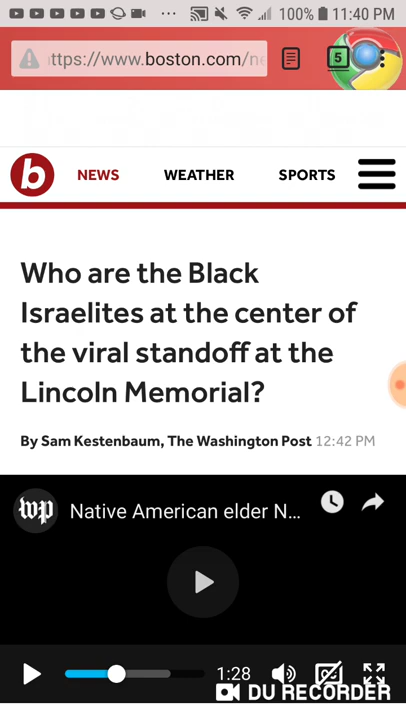 100% 11:40 PM
ttps://www.boston.com/ne
5
b
NEWS WEATHER SPORTS
Who are the Black
Israelites at the center of
the viral standoff at the
Lincoln Memorial?
By Sam Kestenbaum, The Washington Post 12:42 PM
wp Native American elder N...
1:28
DU RECORDER